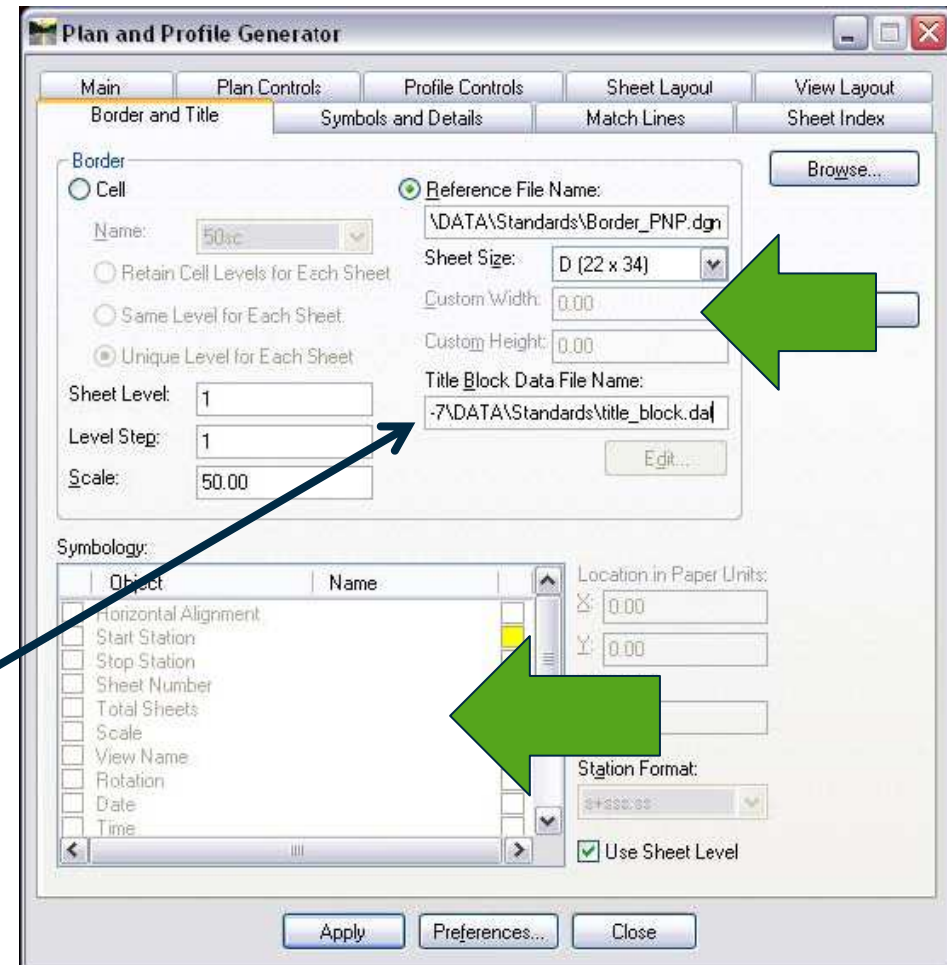 Plan and Profile Generator
Main Plan Controls Profile Controls Sheet Layout View Layout
Border and Title Symbols and Details Match Lines Sheet Index
Border
Cell
Name: 50sc
Retain Cell Levels for Each Sheet
Same Level for Each Sheet
Unique Level for Each Sheet
Sheet Level: 1
Level Step: 1
Scale: 50.00
Reference File Name:
\DATA\Standards\Border_PNP.dgn
Sheet Size: D (22 x 34)
Custom Width: 0.00
Custom Height: 0.00
Title Block Data File Name:
-7\DATA\Standards\title_block.dat
Edit...
Browse...
Symbology:
Object Name
Horizontal Alignment
Start Station
Stop Station
Sheet Number
Total Sheets
Scale
View Name
Rotation
Date
Time
Location in Paper Units:
X: 0.00
Y: 0.00
Station Format:
s+sss.ss
Use Sheet Level
Apply Preferences... Close